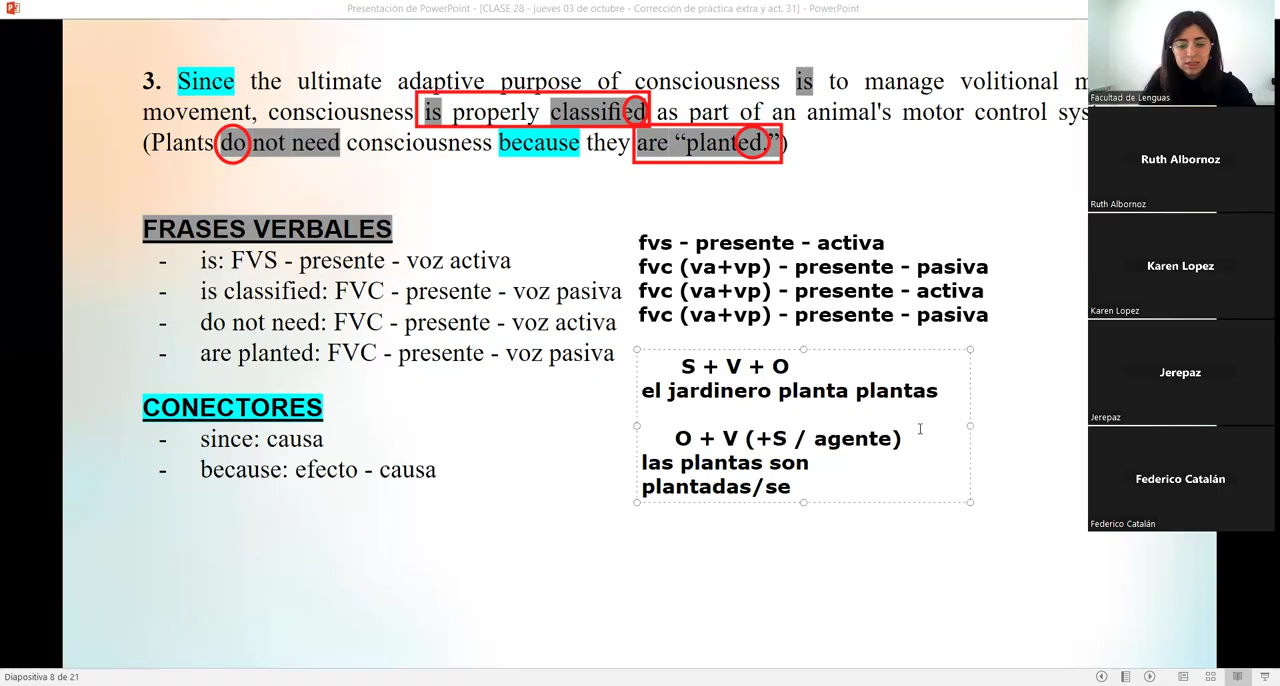 Presentación de PowerPoint - [CLASE 28 - jueves 03 de octubre - Corrección de práctica extra y act. 31] - PowerPoint
3. Since the ultimate adaptive purpose of consciousness is to manage volitional m
movement, consciousness is properly classified as part of an animal's motor control sys
(Plants do not need consciousness because they are “planted.”)
FRASES VERBALES
- is: FVS - presente - voz activa
- is classified: FVC - presente - voz pasiva
- do not need: FVC - presente - voz activa
- are planted: FVC - presente - voz pasiva
CONECTORES
- since: causa
- because: efecto - causa
fvs - presente - activa
fvc (va+vp) - presente - pasiva
fvc (va+vp) - presente - activa
fvc (va+vp) - presente - pasiva
S + V + O
el jardinero planta plantas
O + V (+S / agente)
las plantas son
plantadas/se
Facultad de Lenguas
Ruth Albornoz
Ruth Albornoz
Karen Lopez
Karen Lopez
Jerepaz
Jerepaz
Federico Catalán
Federico Catalán
Diapositiva 8 de 21